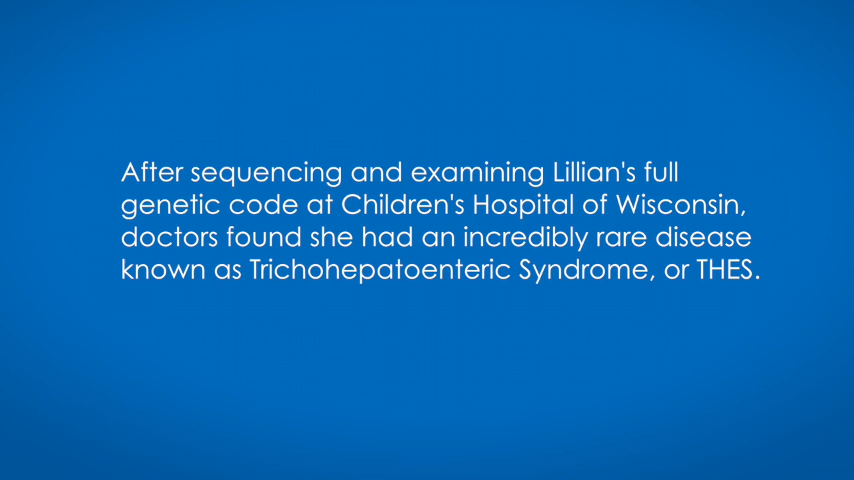 After sequencing and examining Lillian's full
genetic code at Children's Hospital of Wisconsin,
doctors found she had an incredibly rare disease
known as Trichohepatoenteric Syndrome, or THES.